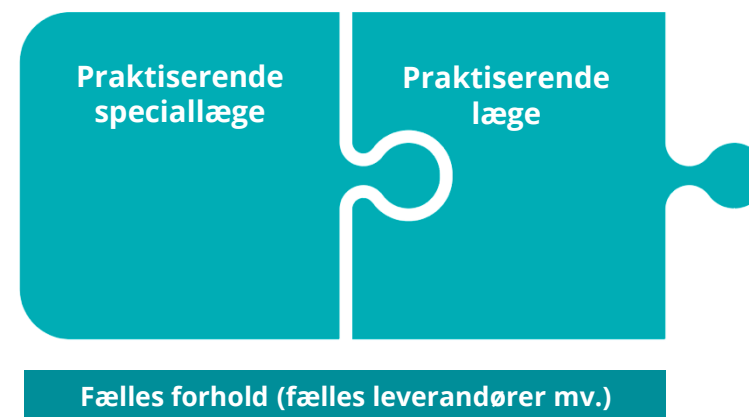 Praktiserende
speciallæge
Praktiserende
læge
Fælles forhold (fælles leverandører mv.)